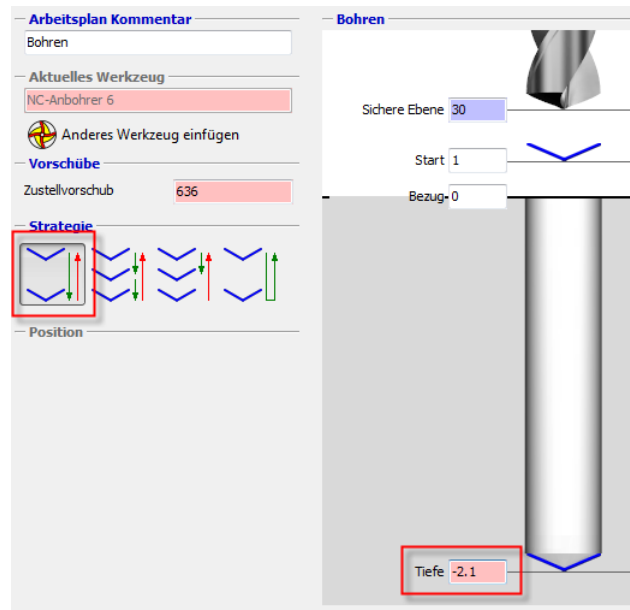 Arbeitsplan Kommentar
Bohren
Aktuelles Werkzeug
NC-Anbohrer 6
Anderes Werkzeug einfügen
Vorschübe
Zustellvorschub 636
Strategie
Position
Bohren
Sichere Ebene 30
Start 1
Bezug 0
Tiefe -2.1